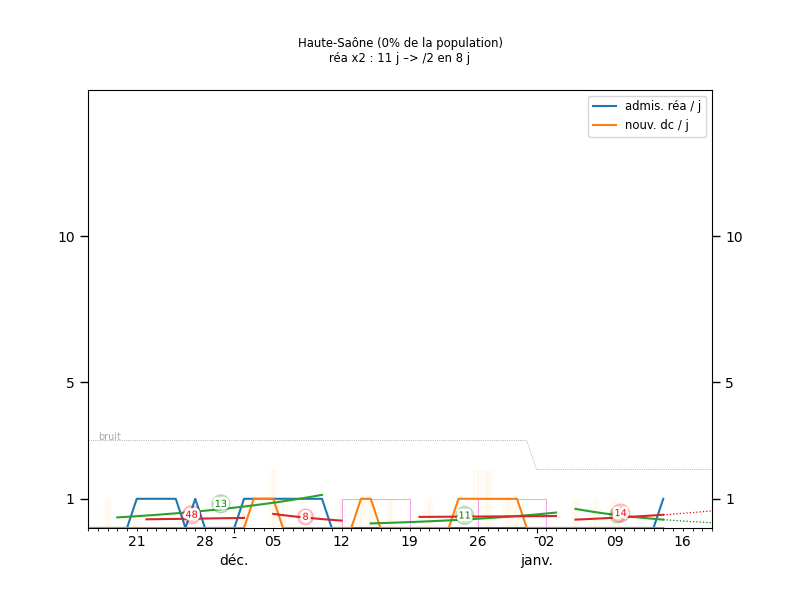 Haute-Saône (0% de la population)
réa x2 : 11 j –> /2 en 8 j
admis. réa / j
nouv. dc / j
10 10
5 5
bruit
1 1
13
48 8 11 14
21 28 05 12 19 26 02 09 16
déc. janv.